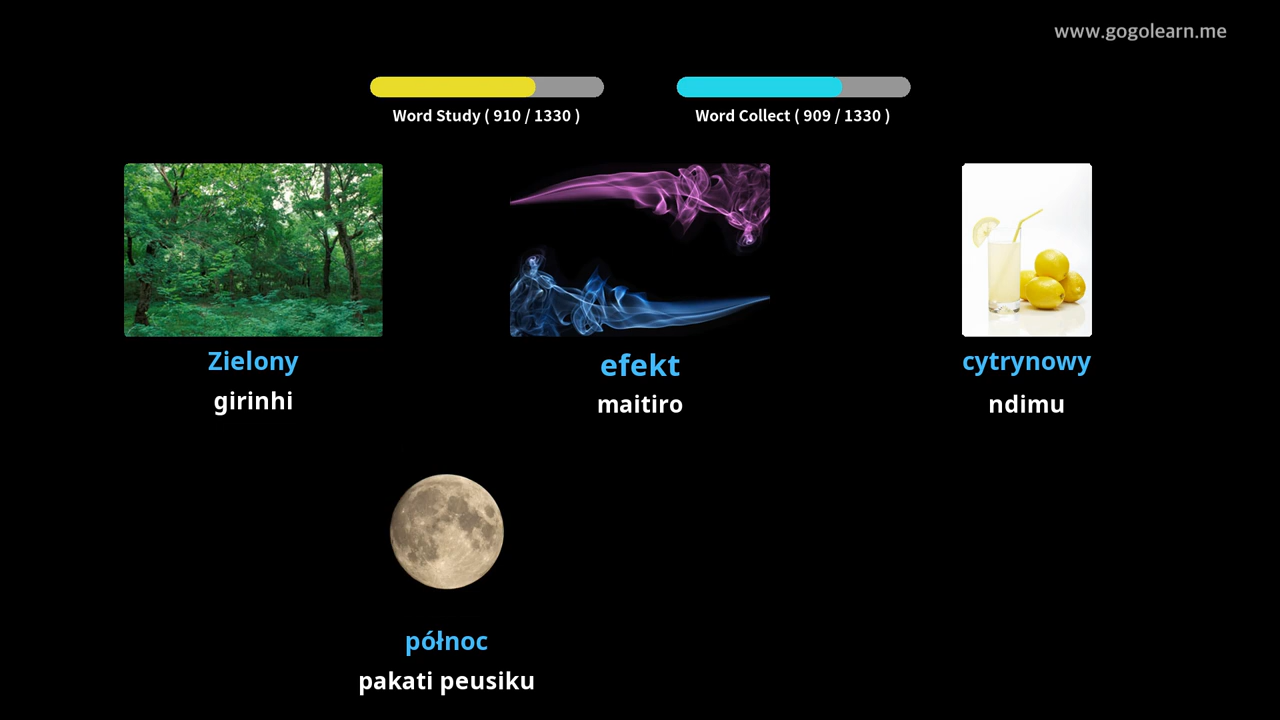 www.gogolearn.me
Word Study ( 910 / 1330 )
Word Collect ( 909 / 1330 )
Zielony
efekt
cytrynowy
girinhi
maitiro
ndimu
północ
pakati peusiku